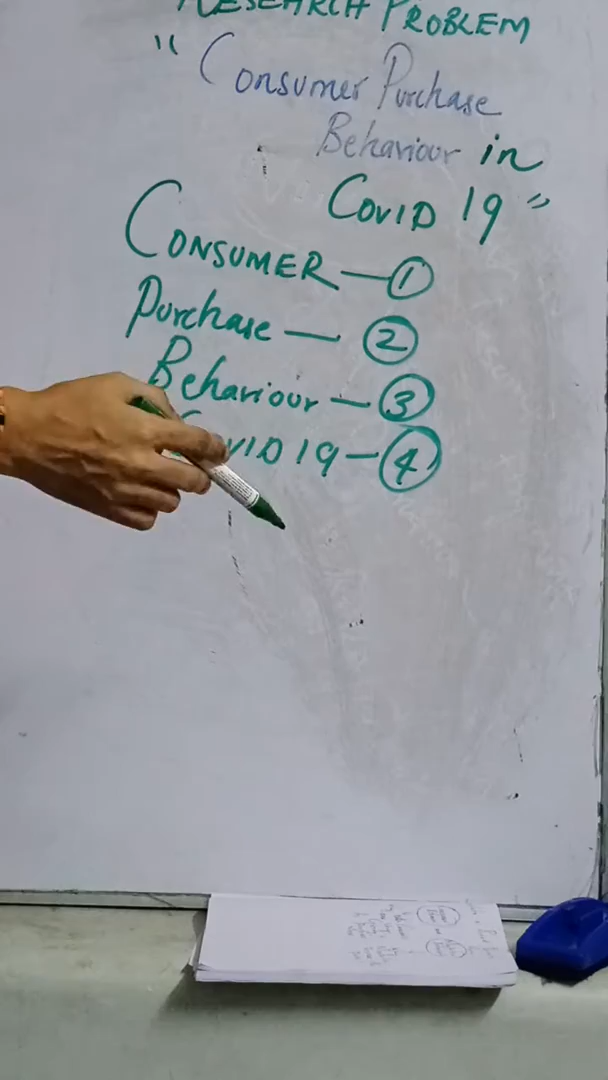 RESEARCH PROBLEM
" Consumer Purchase
Behaviour in
COVID 19 "
CONSUMER — 1
Purchase — 2
Behaviour — 3
COVID 19 — 4